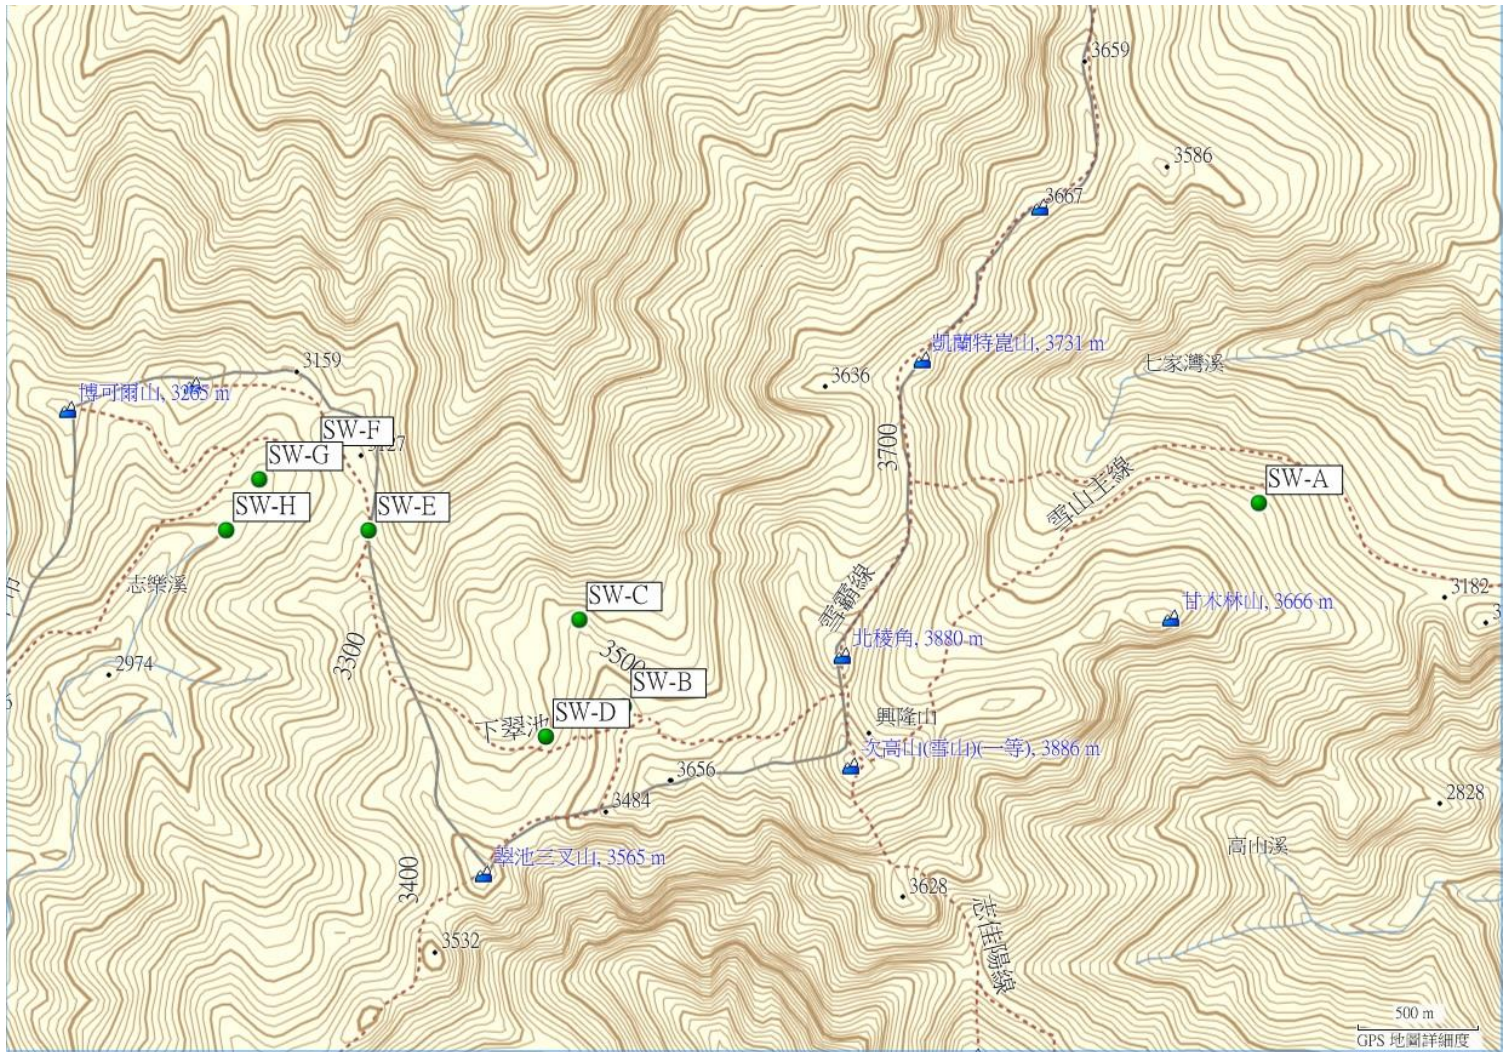 3659
3586
3667
凱蘭特崑山, 3731 m
七家灣溪
3159
3636
博可爾山, 3265 m
SW-F
3127
3700
SW-G
雪山主線
SW-A
SW-H
SW-E
志樂溪
雪霸線
3182
SW-C
甘木林山, 3666 m
北稜角, 3880 m
3300
3500
2974
SW-B
SW-D
下翠池
興隆山
次高山(雪山)(一等), 3886 m
3656
3484
2828
高山溪
翠池三叉山, 3565 m
3400
3628
志佳陽線
3532
500 m
GPS 地圖詳細度